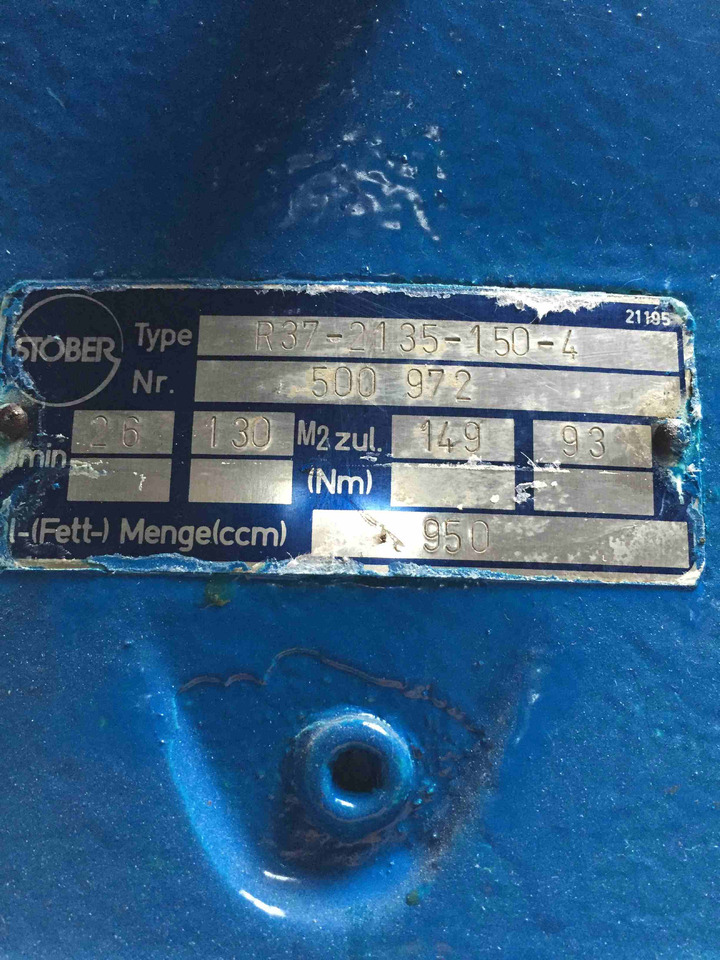 21195
STÖBER Type R37-2135-150-4
Nr. 500 972
/min 26 130 M2 zul. 149 93
(Nm)
l-(Fett-) Menge(ccm) 950